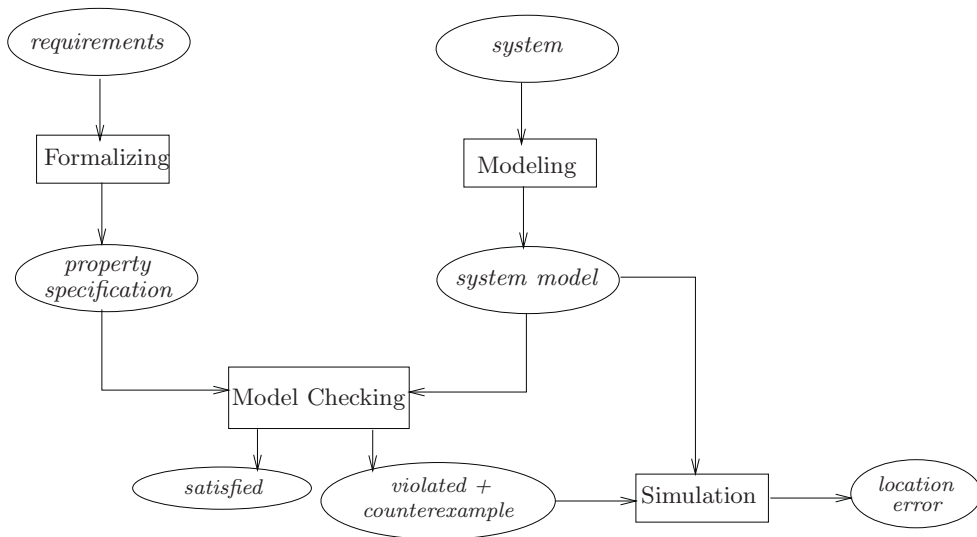 requirements
system
Formalizing
Modeling
property
specification
system model
Model Checking
satisfied
violated +
counterexample
Simulation
location
error